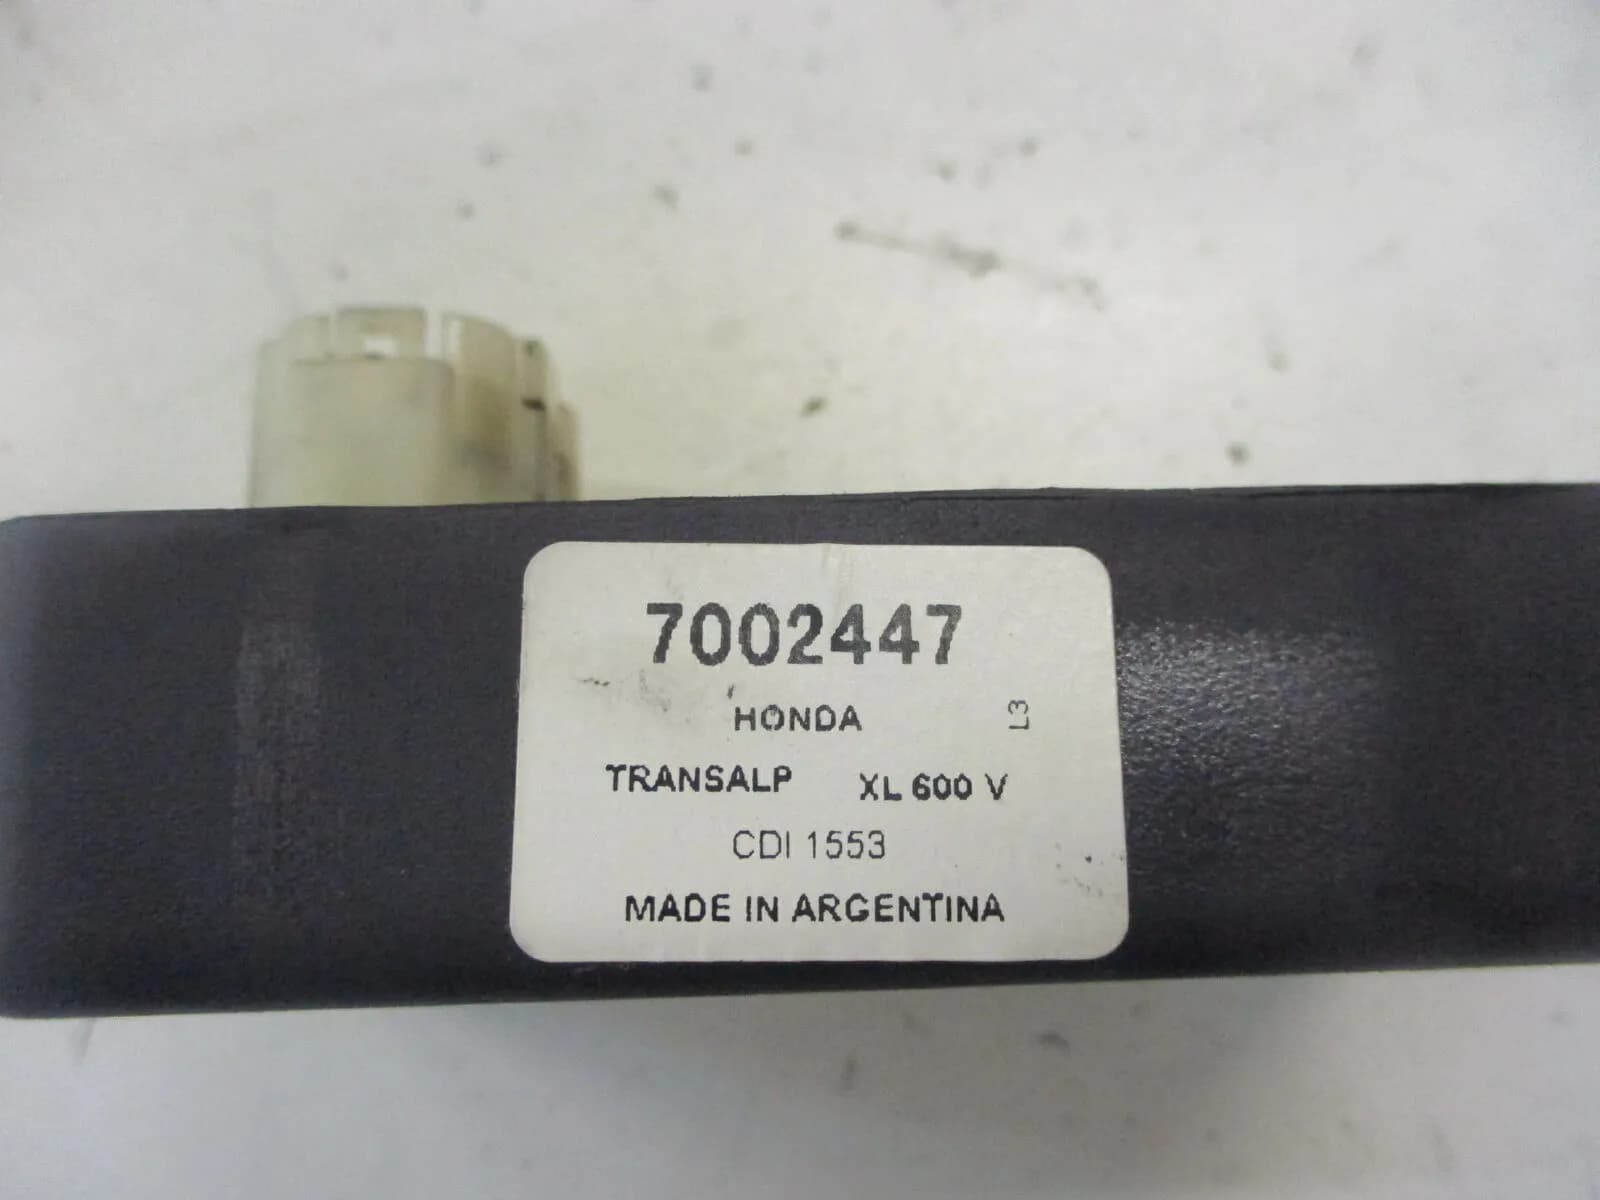 7002447
HONDA L3
TRANSALP XL 600 V
CDI 1553
MADE IN ARGENTINA